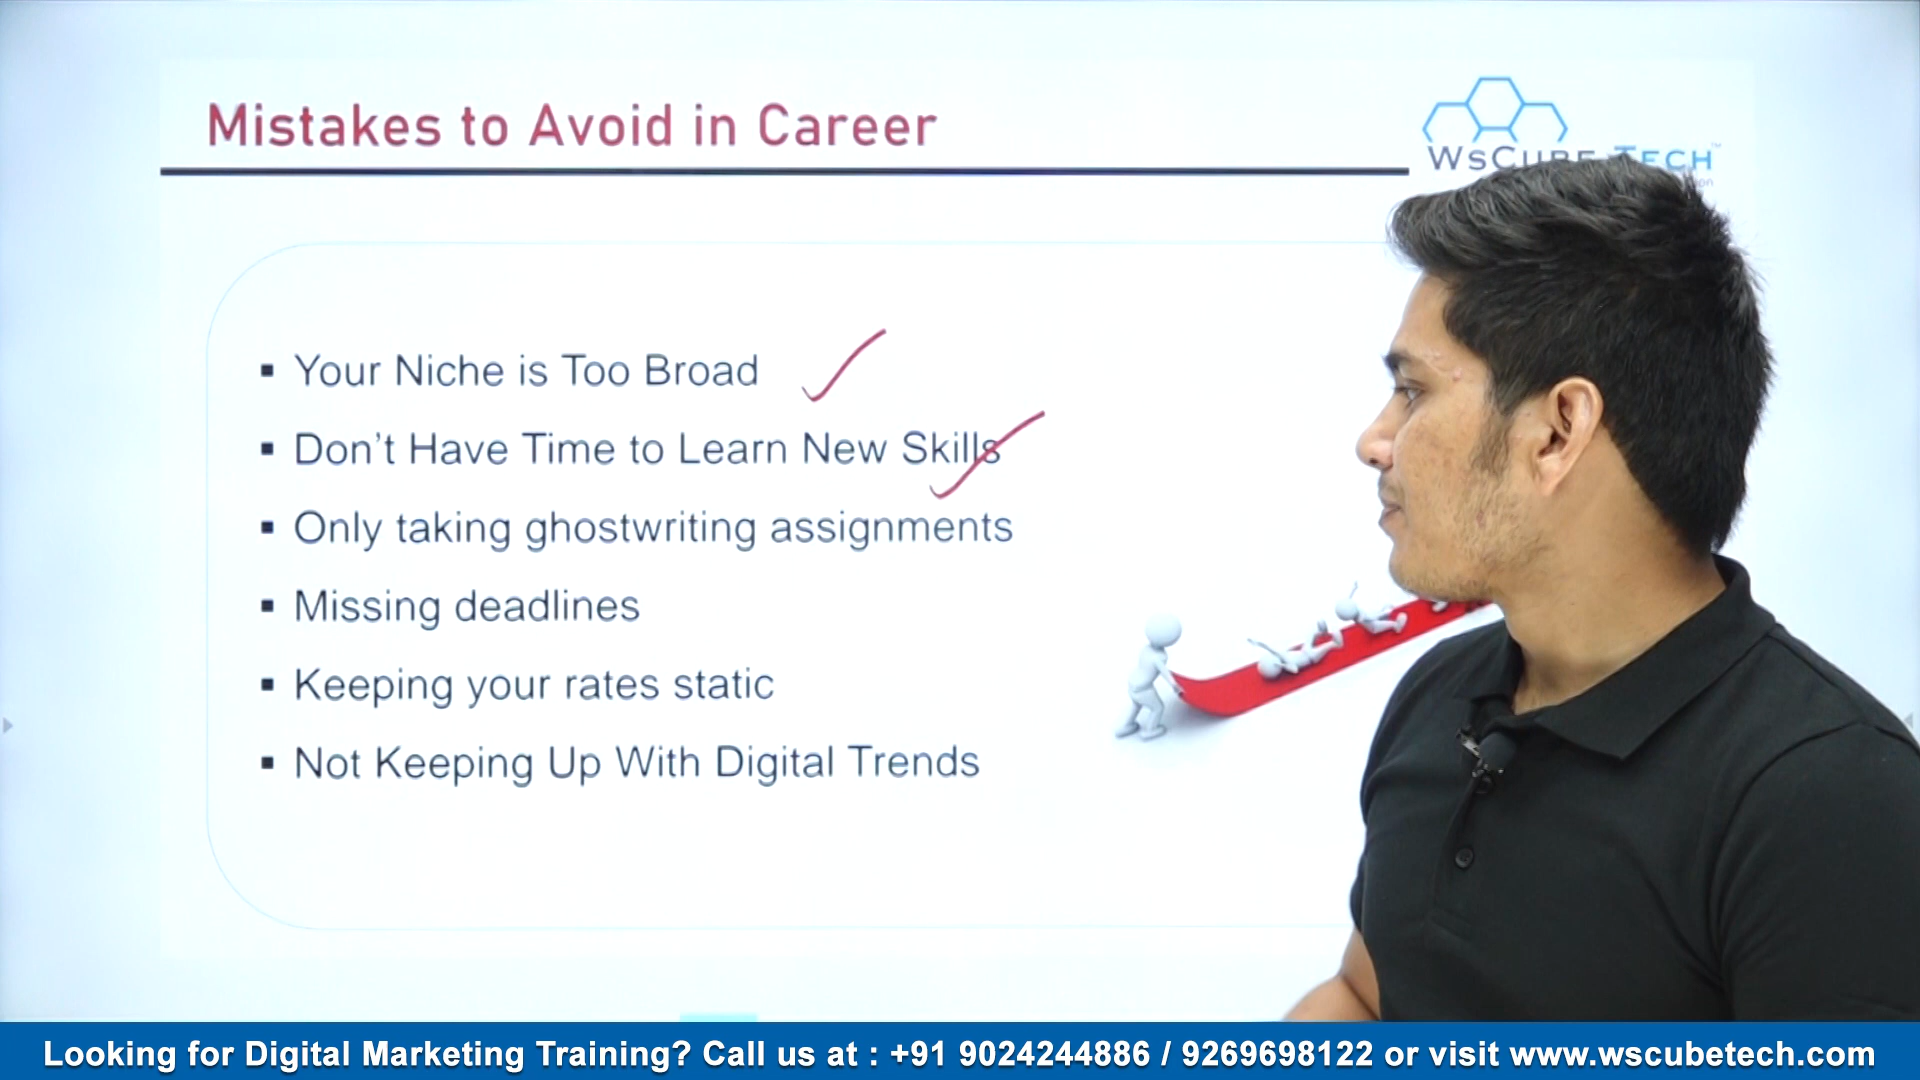 Mistakes to Avoid in Career
WsCube Tech™
▪ Your Niche is Too Broad
▪ Don’t Have Time to Learn New Skills
▪ Only taking ghostwriting assignments
▪ Missing deadlines
▪ Keeping your rates static
▪ Not Keeping Up With Digital Trends
Looking for Digital Marketing Training? Call us at : +91 9024244886 / 9269698122 or visit www.wscubetech.com